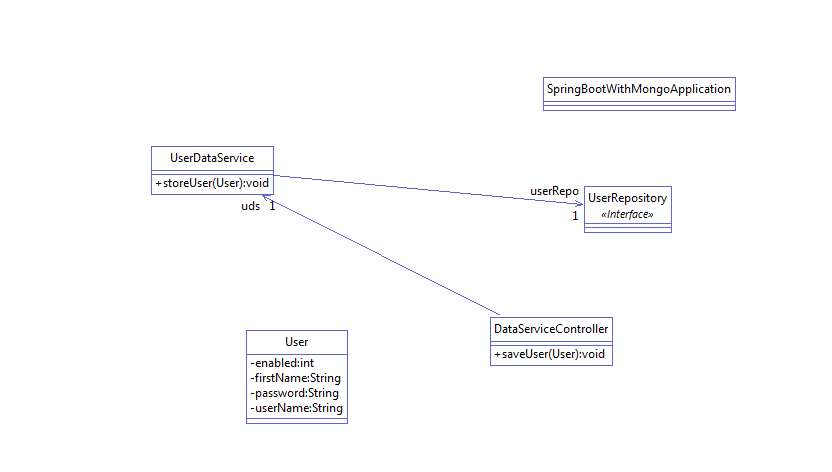 SpringBootWithMongoApplication
UserDataService
+storeUser(User):void
userRepo
1
UserRepository
«Interface»
uds 1
DataServiceController
+saveUser(User):void
User
-enabled:int
-firstName:String
-password:String
-userName:String